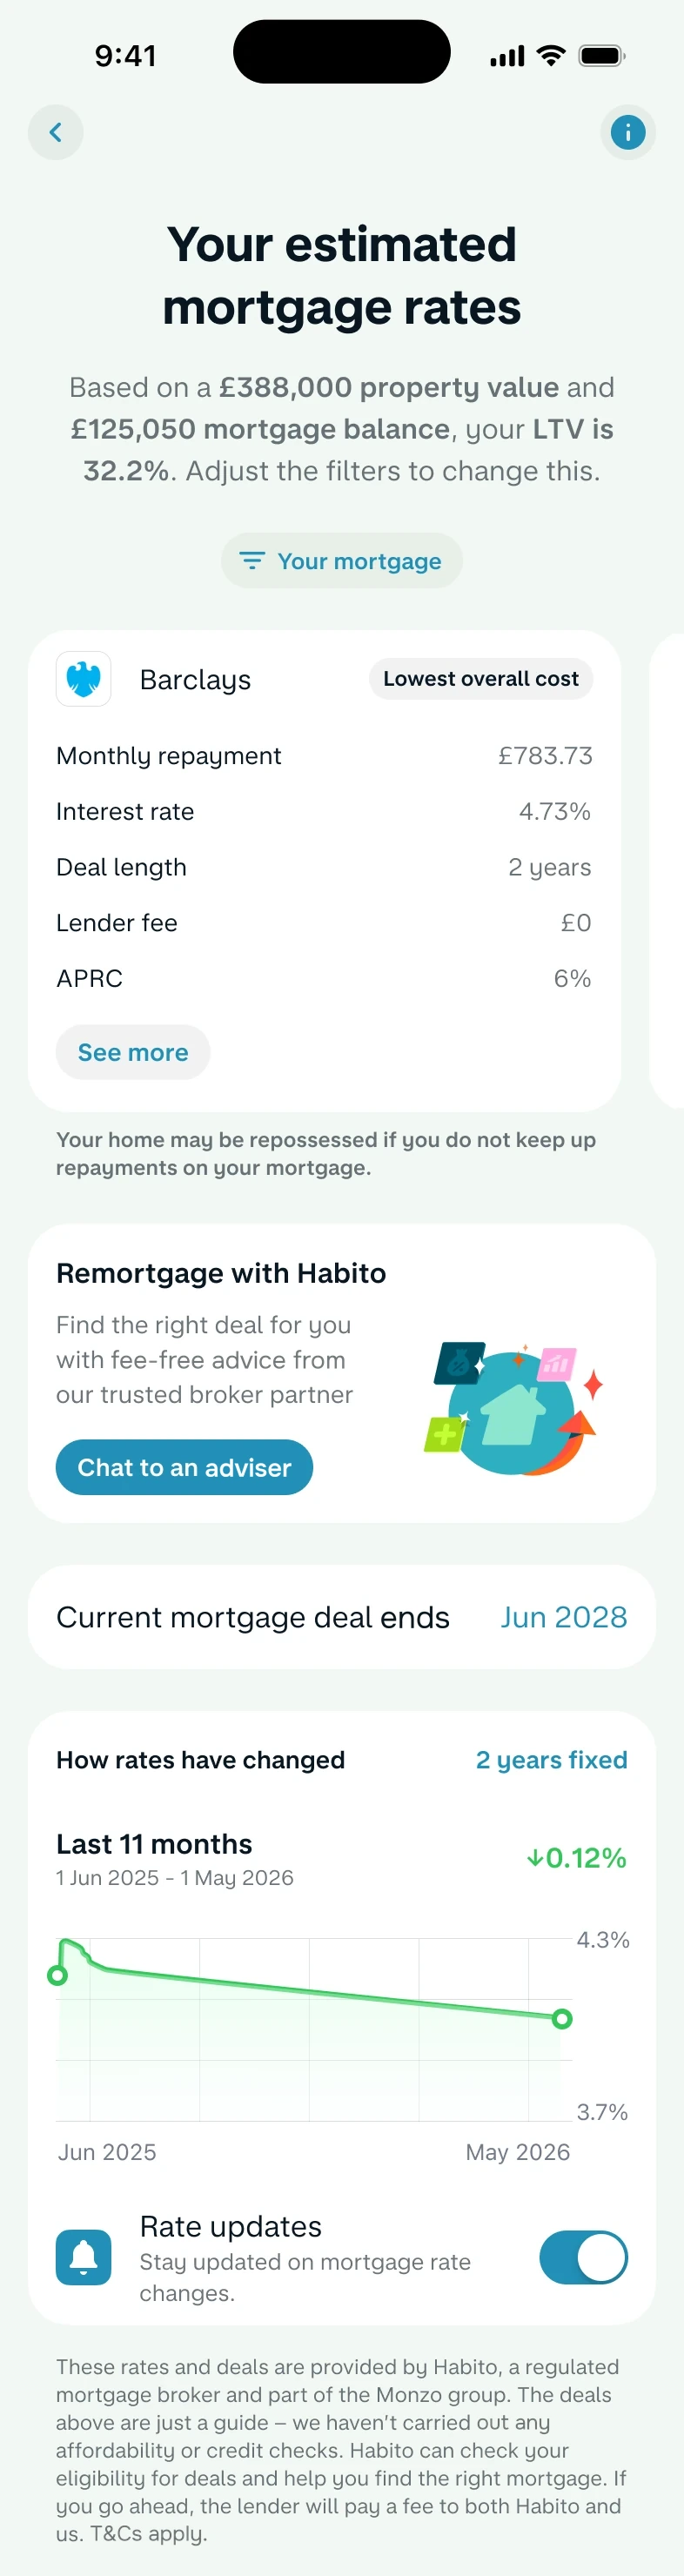 9:41
Your estimated
mortgage rates
Based on a £388,000 property value and
£125,050 mortgage balance, your LTV is
32.2%. Adjust the filters to change this.
Your mortgage
Barclays
Lowest overall cost
Monthly repayment £783.73
Interest rate 4.73%
Deal length 2 years
Lender fee £0
APRC 6%
See more
Your home may be repossessed if you do not keep up
repayments on your mortgage.
Remortgage with Habito
Find the right deal for you
with fee-free advice from
our trusted broker partner
Chat to an adviser
Current mortgage deal ends Jun 2028
How rates have changed 2 years fixed
Last 11 months
1 Jun 2025 - 1 May 2026
↓0.12%
4.3%
3.7%
Jun 2025 May 2026
Rate updates
Stay updated on mortgage rate
changes.
These rates and deals are provided by Habito, a regulated
mortgage broker and part of the Monzo group. The deals
above are just a guide – we haven't carried out any
affordability or credit checks. Habito can check your
eligibility for deals and help you find the right mortgage. If
you go ahead, the lender will pay a fee to both Habito and
us. T&Cs apply.